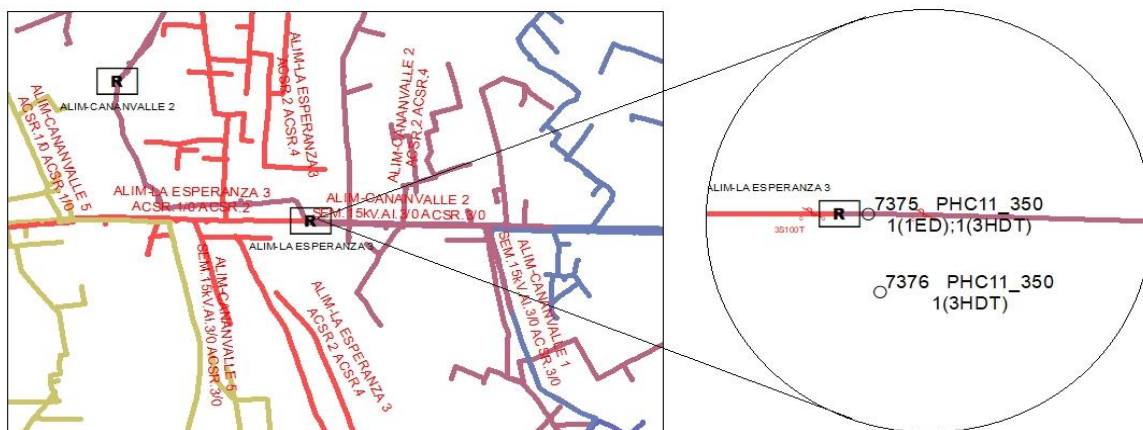 R
ALIM-CANANVALLE 2
ALIM-CANANVALLE 5
ACSR.1/0 ACSR.1/0
ALIM-LA ESPERANZA 3
ACSR.2 ACSR.4
ALIM-CANANVALLE 2
ACSR.2 ACSR.4
ALIM-LA ESPERANZA 3
ACSR.1/0 ACSR.2
ALIM-CANANVALLE 2
SEM.15kV.Al.3/0 ACSR.3/0
R
ALIM-LA ESPERANZA 3
ALIM-CANANVALLE 5
SEM.15kV.Al.3/0 ACSR.3/0
ALIM-LA ESPERANZA 3
ACSR.2 ACSR.4
ALIM-CANANVALLE 1
SEM.15kV.Al.3/0 ACSR.3/0
ALIM-LA ESPERANZA 3
R
3S100T
7375 PHC11_350
1(1ED);1(3HDT)
7376 PHC11_350
1(3HDT)